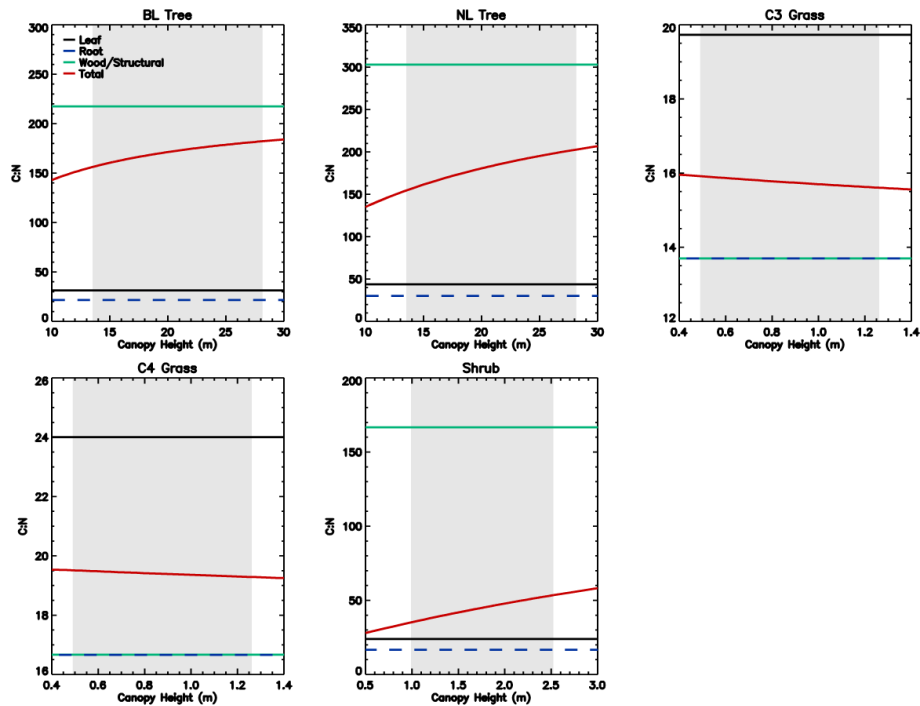 BL Tree
300
250
200
150
100
50
0
C:N
Leaf
Root
Wood/Structural
Total
10 15 20 25 30
Canopy Height (m)
NL Tree
350
300
250
200
150
100
50
0
C:N
10 15 20 25 30
Canopy Height (m)
C3 Grass
20
18
16
14
12
C:N
0.4 0.6 0.8 1.0 1.2 1.4
Canopy Height (m)
C4 Grass
26
24
22
20
18
16
C:N
0.4 0.6 0.8 1.0 1.2 1.4
Canopy Height (m)
Shrub
200
150
100
50
0
C:N
0.5 1.0 1.5 2.0 2.5 3.0
Canopy Height (m)